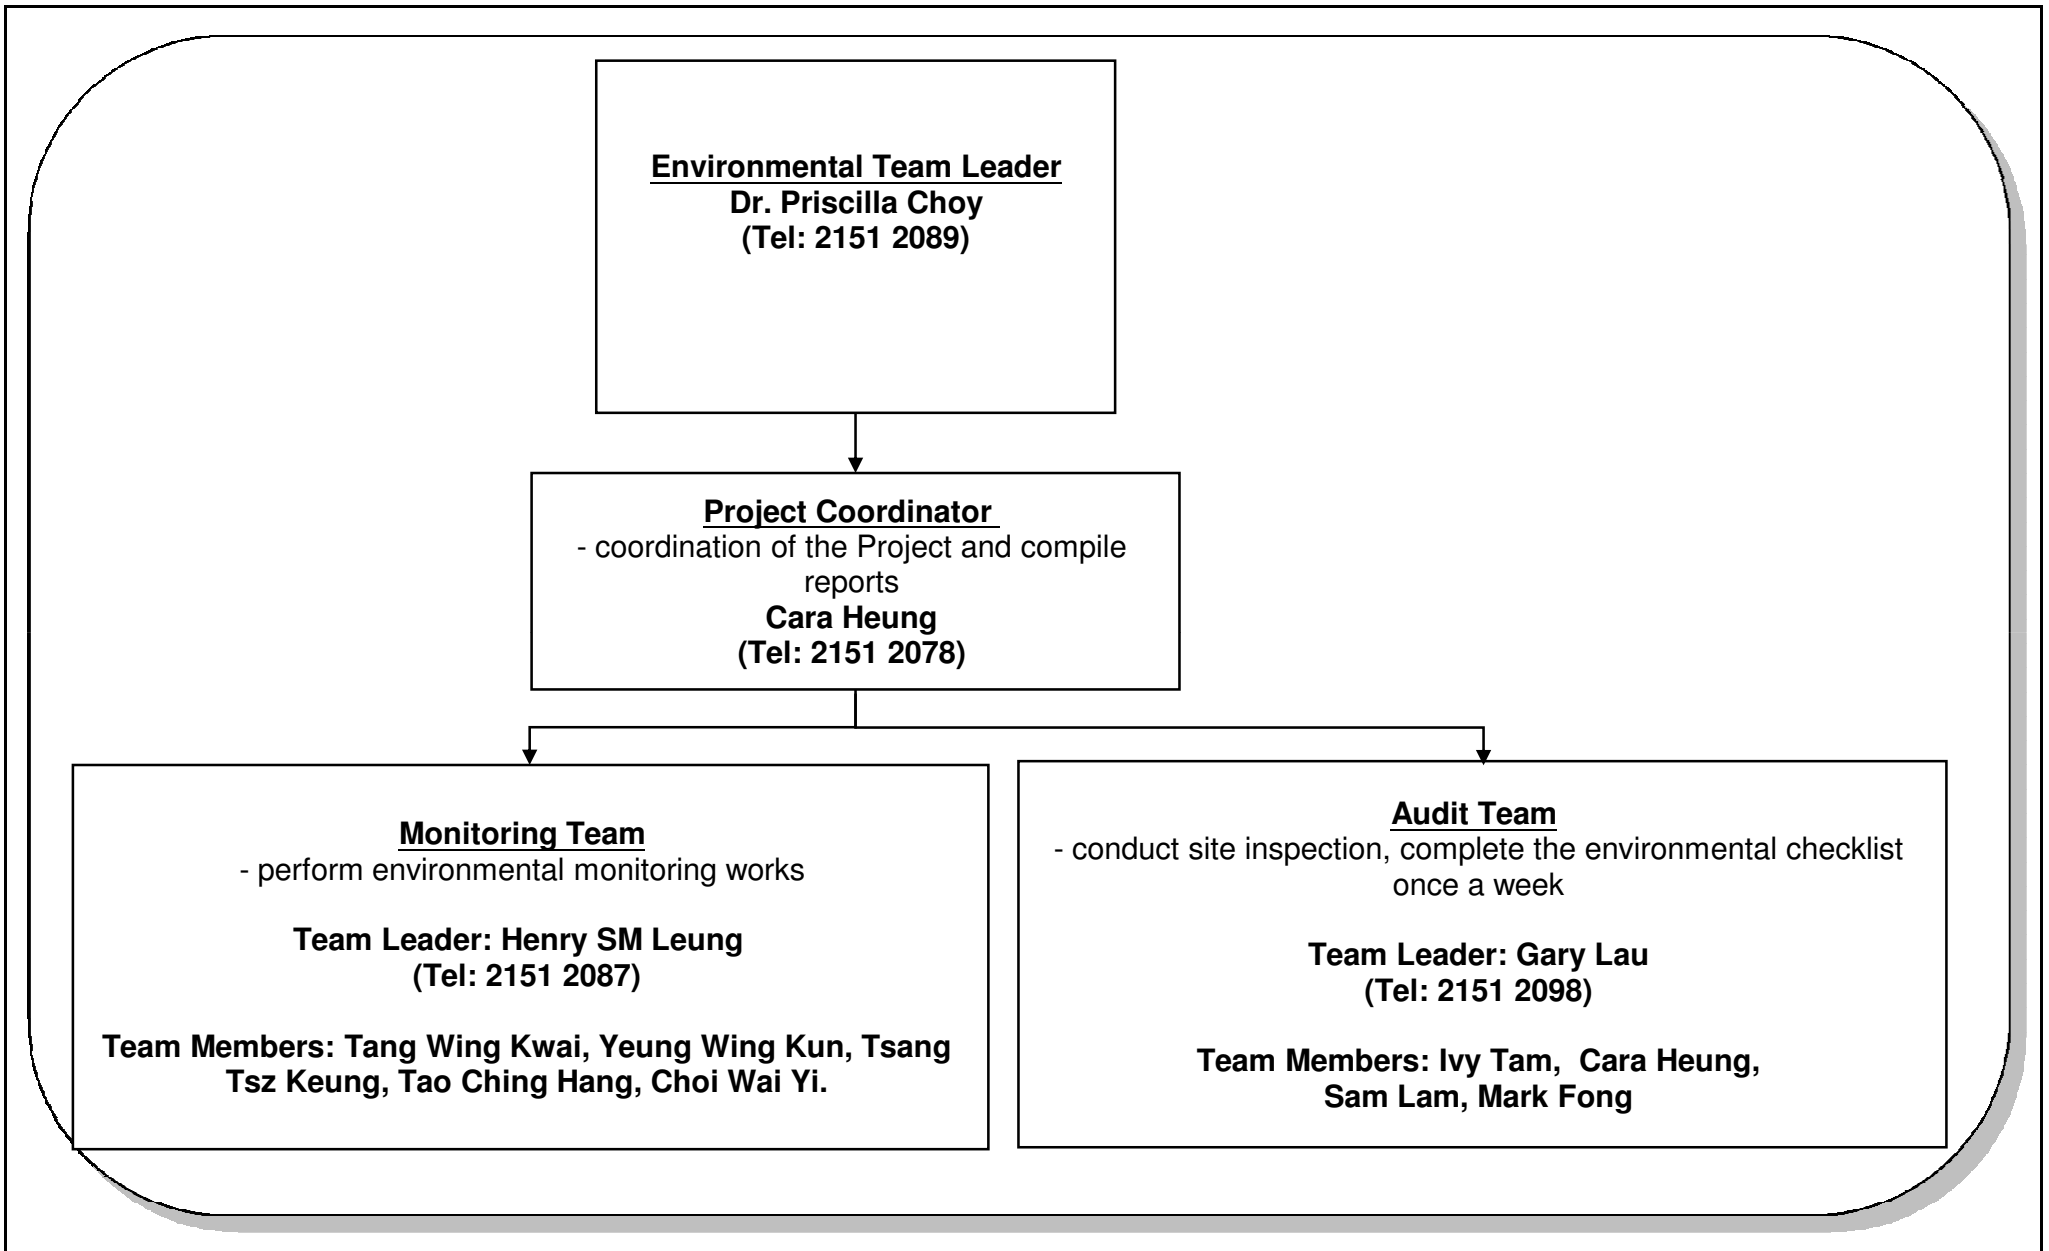 Environmental Team Leader
Dr. Priscilla Choy
(Tel: 2151 2089)
Project Coordinator
- coordination of the Project and compile
reports
Cara Heung
(Tel: 2151 2078)
Monitoring Team
- perform environmental monitoring works
Team Leader: Henry SM Leung
(Tel: 2151 2087)
Team Members: Tang Wing Kwai, Yeung Wing Kun, Tsang
Tsz Keung, Tao Ching Hang, Choi Wai Yi.
Audit Team
- conduct site inspection, complete the environmental checklist
once a week
Team Leader: Gary Lau
(Tel: 2151 2098)
Team Members: Ivy Tam,  Cara Heung,
Sam Lam, Mark Fong